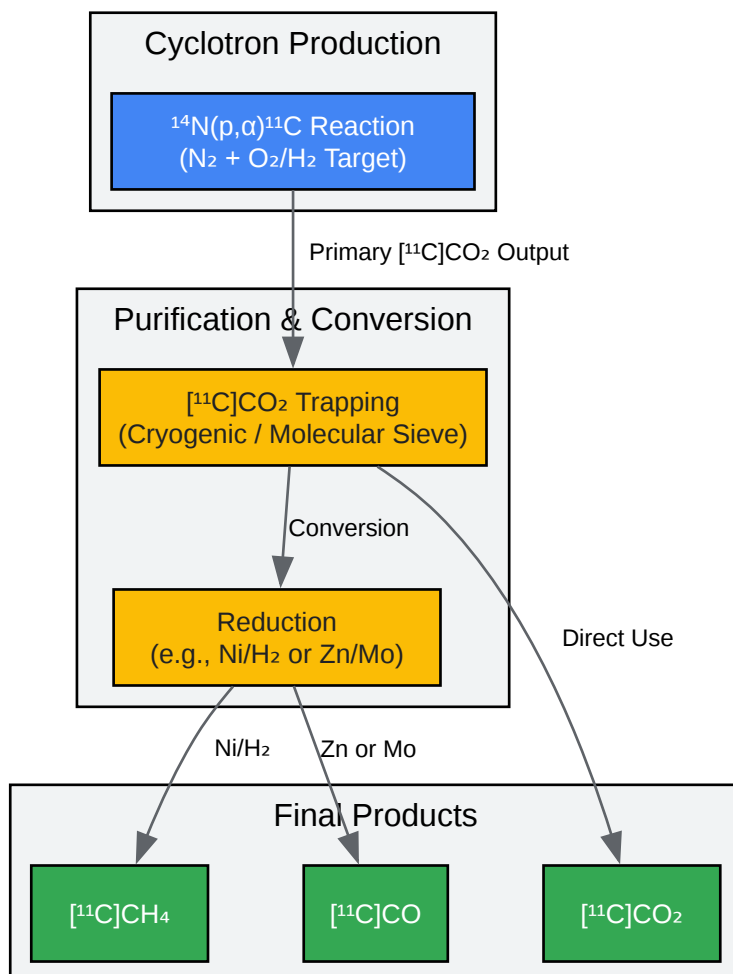 Cyclotron Production
¹⁴N(p,α)¹¹C Reaction
(N₂ + O₂/H₂ Target)
Primary [¹¹C]CO₂ Output
Purification & Conversion
[¹¹C]CO₂ Trapping
(Cryogenic / Molecular Sieve)
Conversion
Reduction
(e.g., Ni/H₂ or Zn/Mo)
Direct Use
Ni/H₂
Zn or Mo
Final Products
[¹¹C]CH₄
[¹¹C]CO
[¹¹C]CO₂